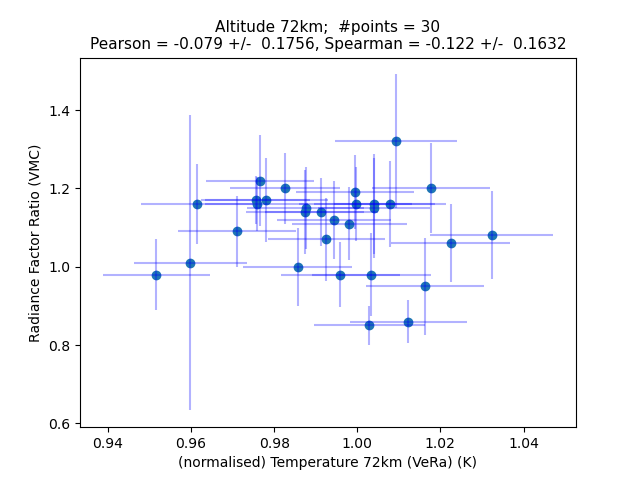 Altitude 72km;  #points = 30
Pearson = -0.079 +/-  0.1756, Spearman = -0.122 +/-  0.1632
Radiance Factor Ratio (VMC)
1.4
1.2
1.0
0.8
0.6
0.94 0.96 0.98 1.00 1.02 1.04
(normalised) Temperature 72km (VeRa) (K)